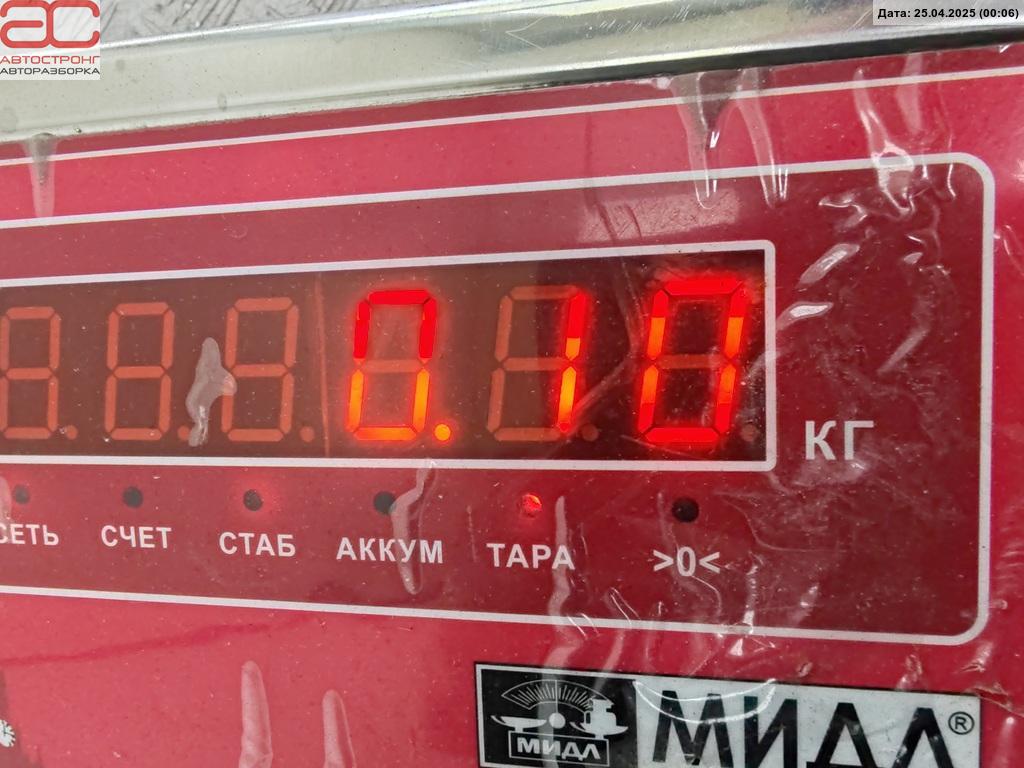 АС
АВТОСТРОНГ
АВТОРАЗБОРКА
Дата: 25.04.2025 (00:06)
0.10
КГ
СЕТЬ СЧЕТ СТАБ АККУМ ТАРА >0<
МИДЛ МИДЛ®